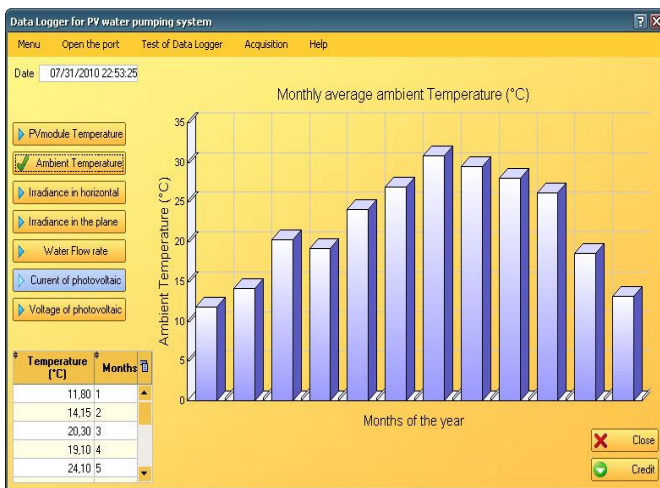 Data Logger for PV water pumping system
Menu Open the port Test of Data Logger Acquisition Help
Date 07/31/2010 22:53:25
PVmodule Temperature
Ambient Temperature
Irradiance in horizontal
Irradiance in the plane
Water Flow rate
Current of photovoltaic
Voltage of photovoltaic
Temperature (°C) Months
11,80 1
14,15 2
20,30 3
19,10 4
24,10 5
Monthly average ambient Temperature (°C)
Ambient Temperature (°C)
35
30
25
20
15
10
5
0
Months of the year
Close
Credit